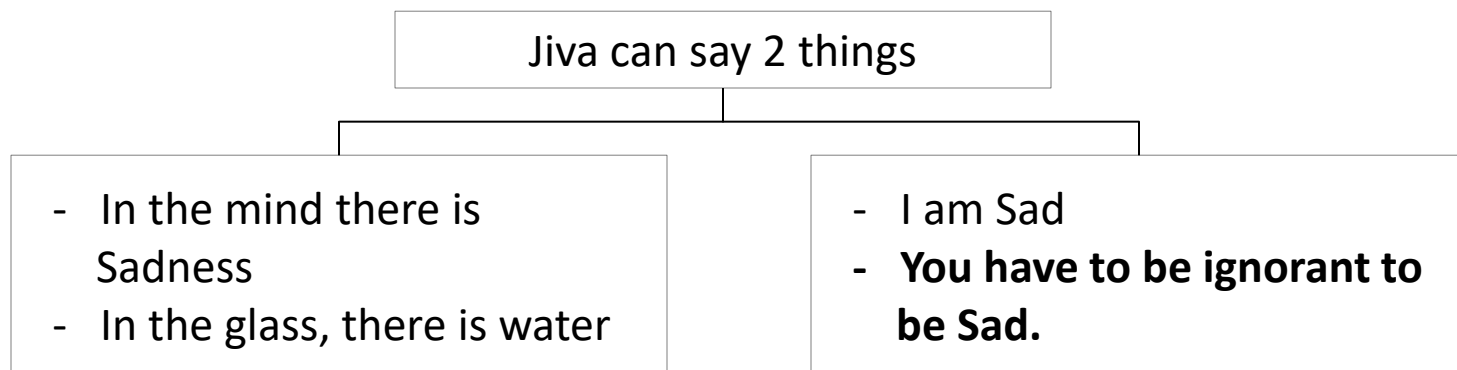 Jiva can say 2 things
- In the mind there is
Sadness
- In the glass, there is water
- I am Sad
- You have to be ignorant to
be Sad.